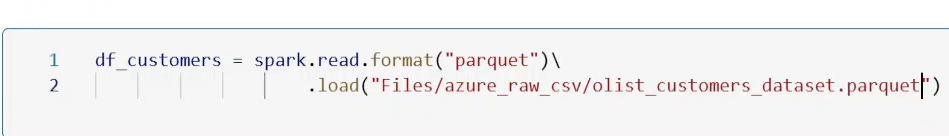 1 df_customers = spark.read.format("parquet")\
2 .load("Files/azure_raw_csv/olist_customers_dataset.parquet")